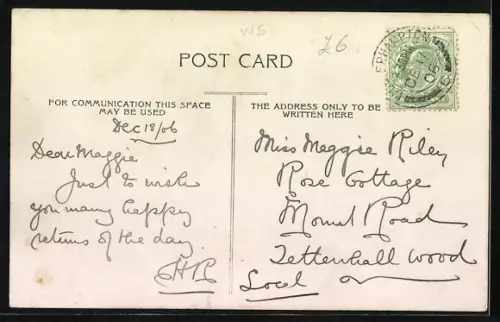 VIS
£6
POST CARD
FOR COMMUNICATION THIS SPACE
MAY BE USED
Dec 18/06
Dear Maggie
Just to wish
you many happy
returns of the day
SHR
THE ADDRESS ONLY TO BE
WRITTEN HERE
Miss Maggie Riley
Rose Cottage
Mount Road
Tettenhall Wood
Local